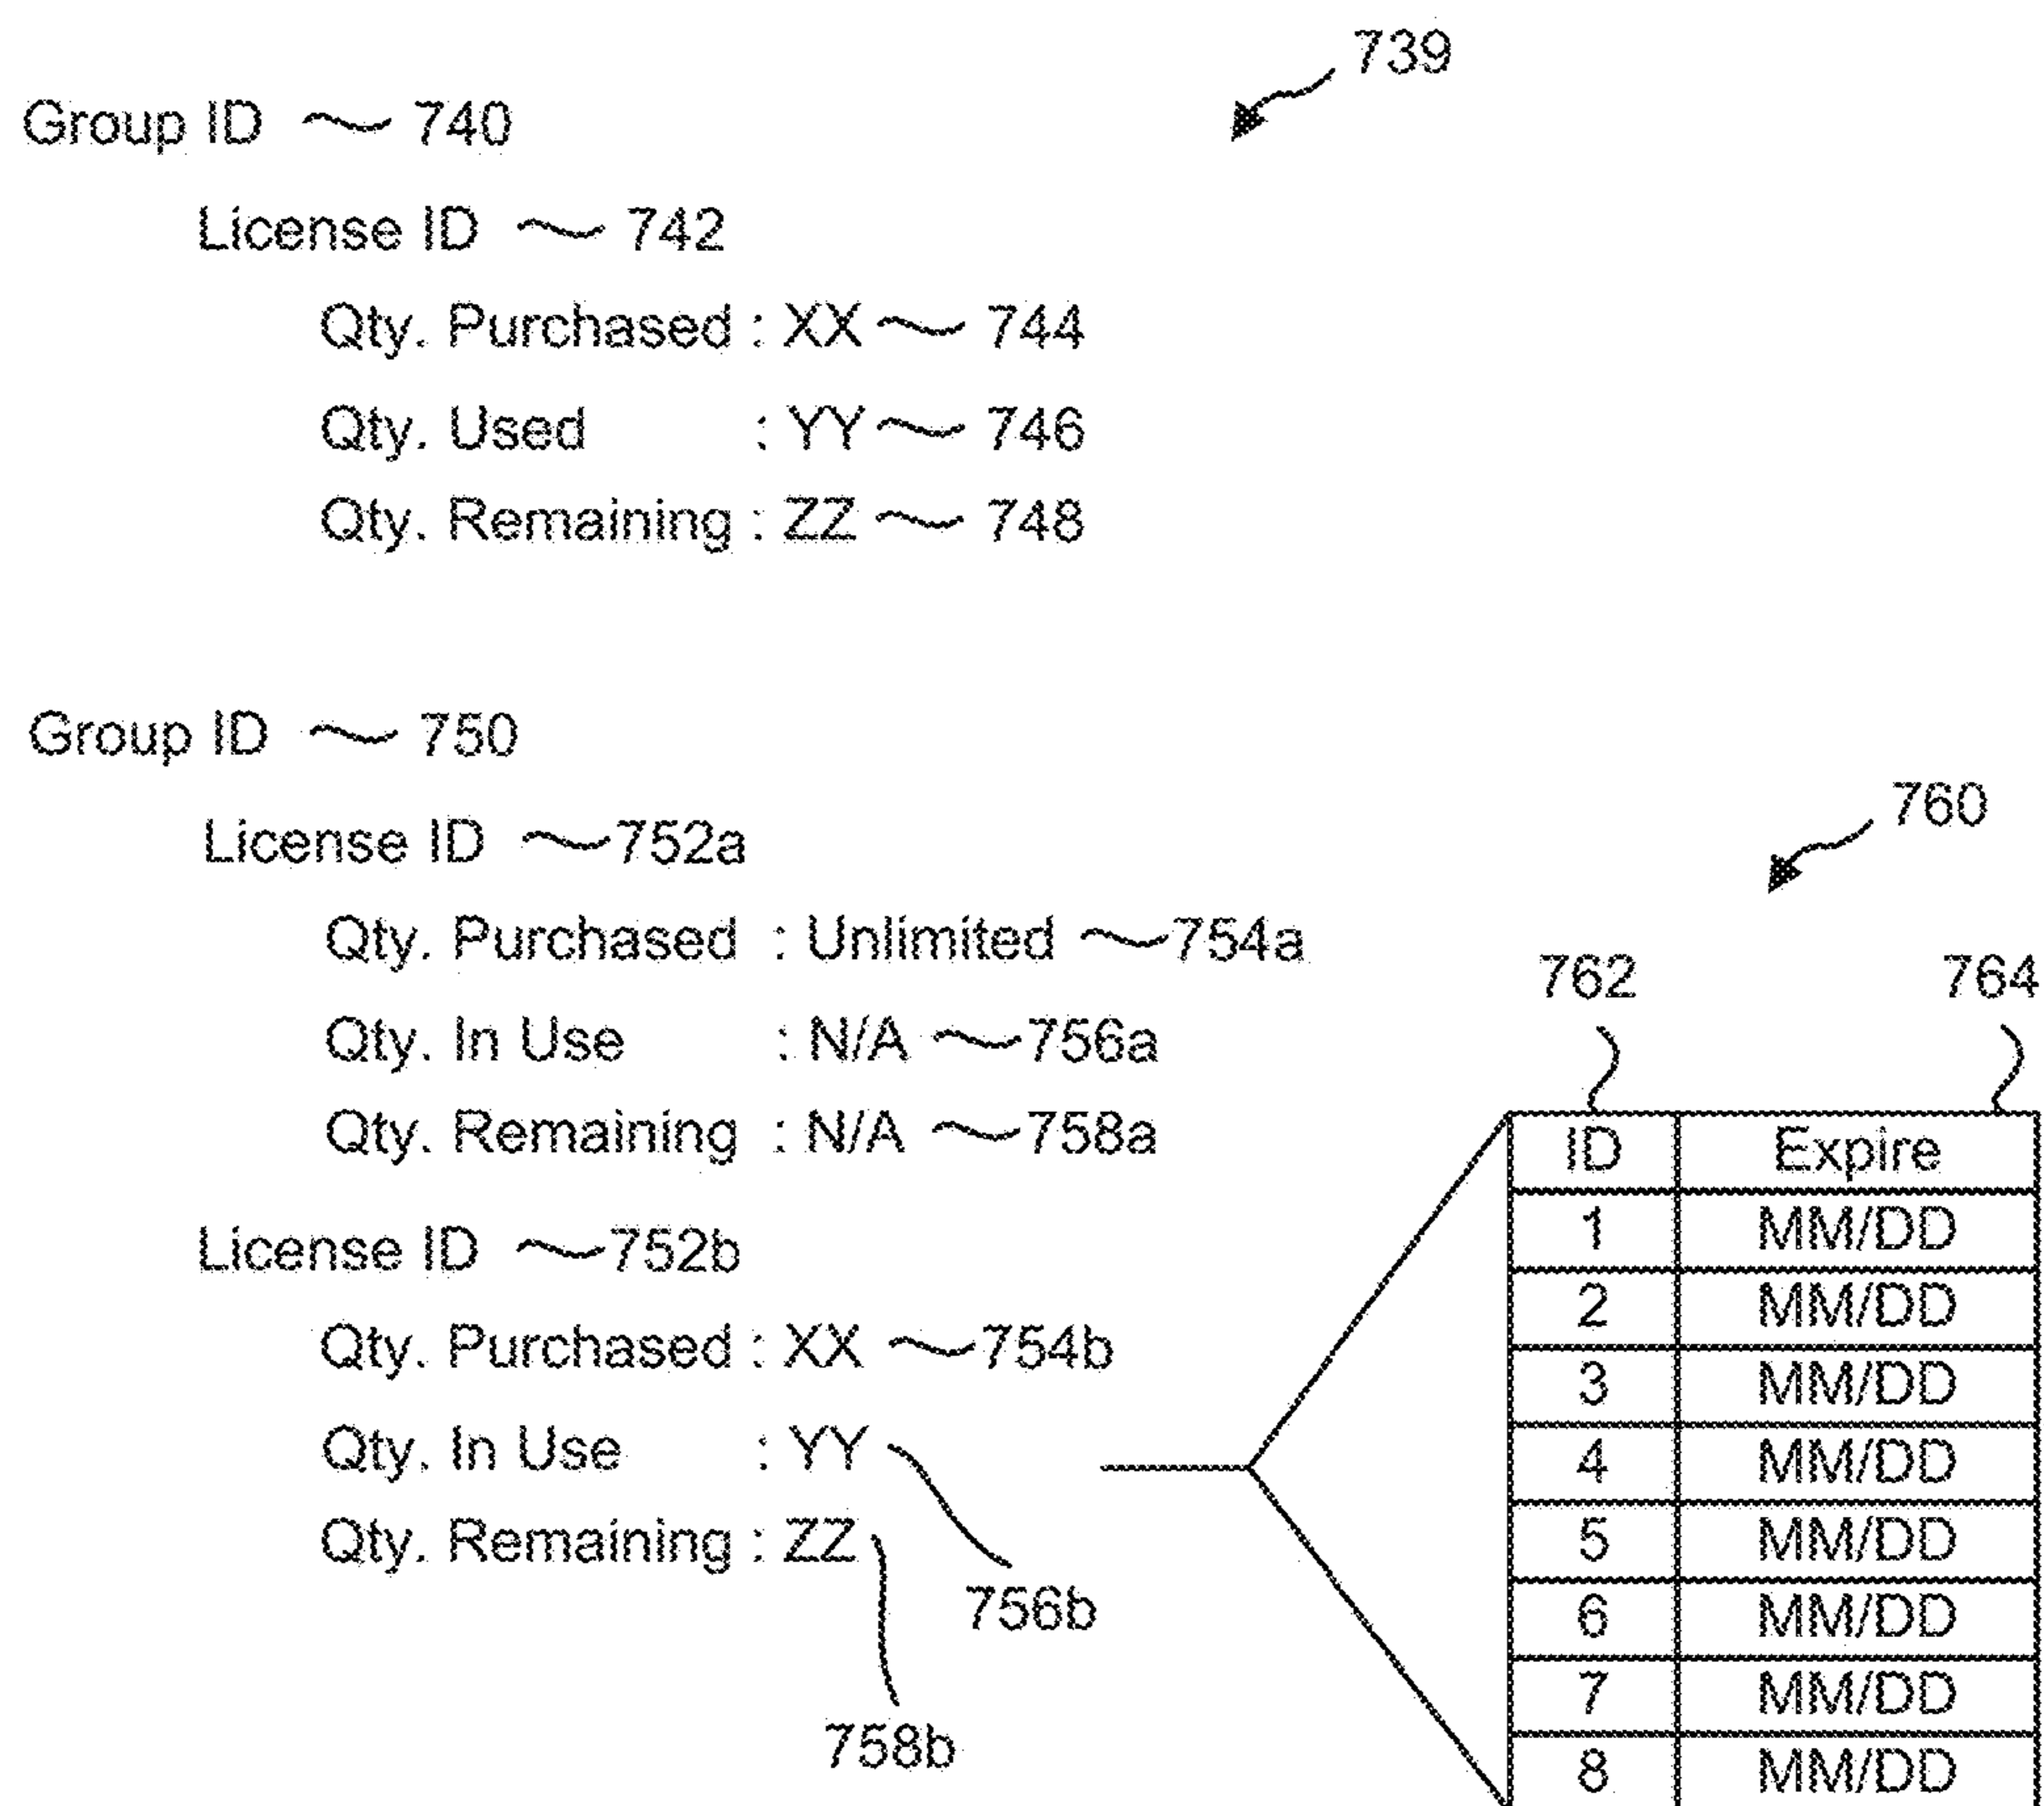 739
Group ID 740
License ID 742
Qty. Purchased : XX 744
Qty. Used : YY 746
Qty. Remaining : ZZ 748
Group ID 750
760
License ID 752a
Qty. Purchased : Unlimited 754a
762 764
Qty. In Use : N/A 756a
Qty. Remaining : N/A 758a
ID Expire
1 MM/DD
License ID 752b
2 MM/DD
Qty. Purchased : XX 754b
3 MM/DD
Qty. In Use : YY 756b
4 MM/DD
Qty. Remaining : ZZ 758b
5 MM/DD
6 MM/DD
7 MM/DD
8 MM/DD